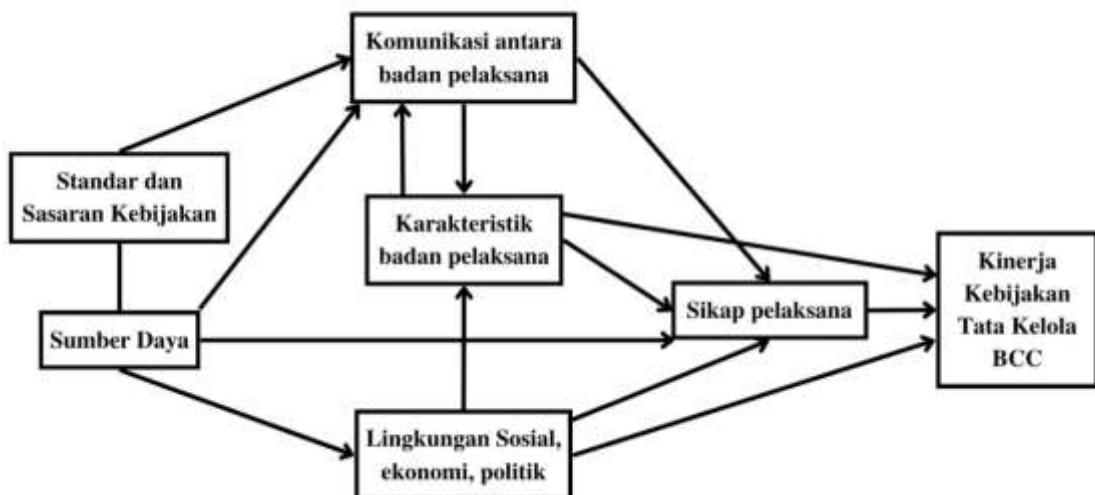 Komunikasi antara
badan pelaksana
Standar dan
Sasaran Kebijakan
Karakteristik
badan pelaksana
Sumber Daya
Sikap pelaksana
Kinerja
Kebijakan
Tata Kelola
BCC
Lingkungan Sosial,
ekonomi, politik